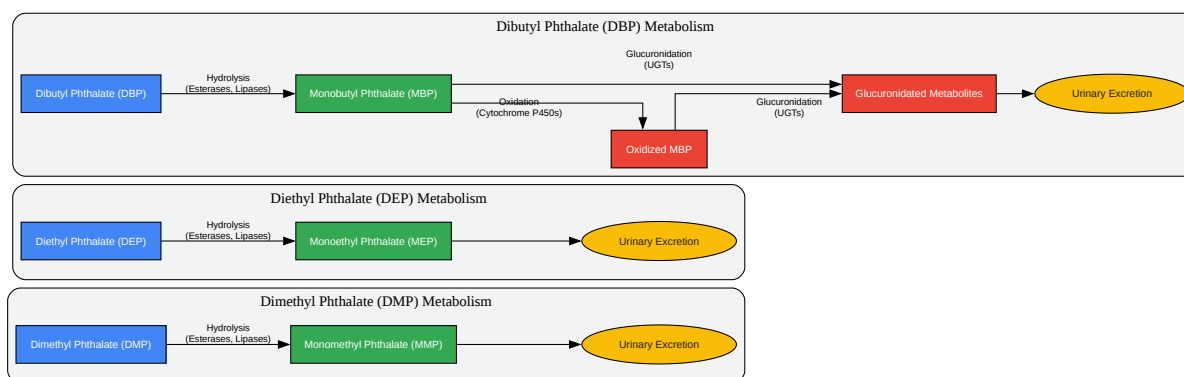 Dibutyl Phthalate (DBP) Metabolism
Dibutyl Phthalate (DBP)
Hydrolysis
(Esterases, Lipases)
Monobutyl Phthalate (MBP)
Glucuronidation
(UGTs)
Oxidation
(Cytochrome P450s)
Oxidized MBP
Glucuronidation
(UGTs)
Glucuronidated Metabolites
Urinary Excretion
Diethyl Phthalate (DEP) Metabolism
Diethyl Phthalate (DEP)
Hydrolysis
(Esterases, Lipases)
Monoethyl Phthalate (MEP)
Urinary Excretion
Dimethyl Phthalate (DMP) Metabolism
Dimethyl Phthalate (DMP)
Hydrolysis
(Esterases, Lipases)
Monomethyl Phthalate (MMP)
Urinary Excretion